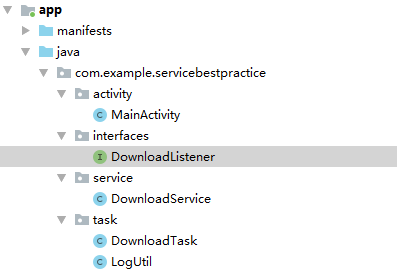 app
manifests
java
com.example.servicebestpractice
activity
C MainActivity
interfaces
I DownloadListener
service
C DownloadService
task
C DownloadTask
C LogUtil